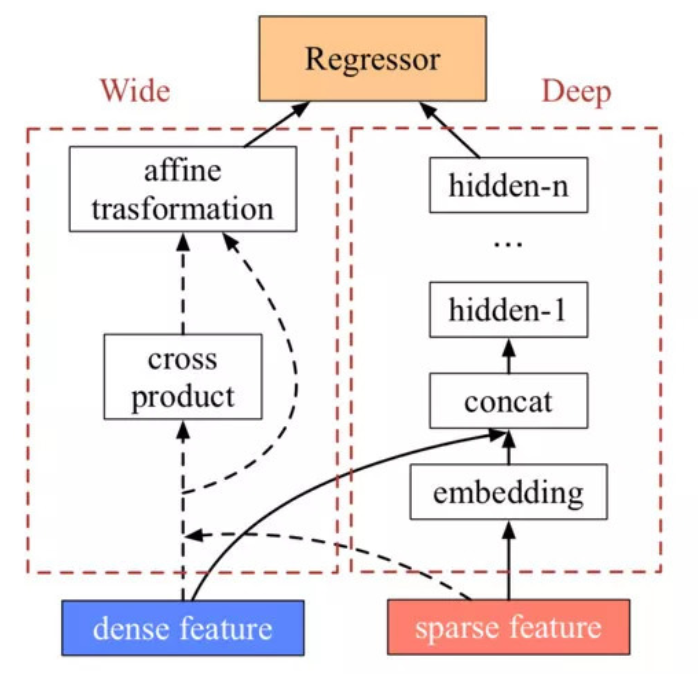 Regressor
Wide
Deep
affine
trasformation
hidden-n
...
hidden-1
cross
product
concat
embedding
dense feature
sparse feature